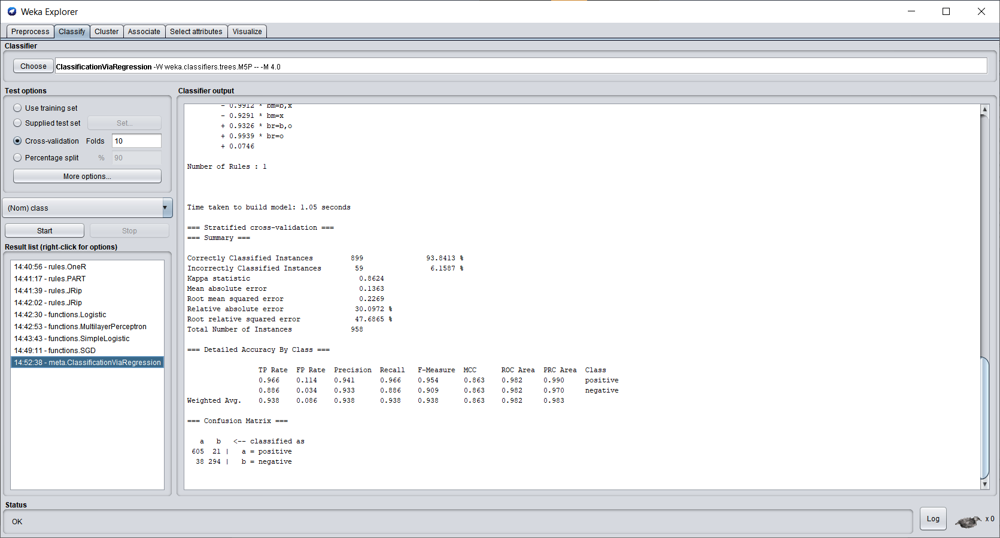 Weka Explorer
Preprocess Classify Cluster Associate Select attributes Visualize
Classifier
Choose ClassificationViaRegression -W weka.classifiers.trees.M5P -- -M 4.0
Test options
Use training set
Supplied test set Set...
Cross-validation Folds 10
Percentage split % 90
More options...
(Nom) class
Start Stop
Result list (right-click for options)
14:40:56 - rules.OneR
14:41:17 - rules.PART
14:41:39 - rules.JRip
14:42:02 - rules.JRip
14:42:30 - functions.Logistic
14:42:53 - functions.MultilayerPerceptron
14:43:43 - functions.SimpleLogistic
14:49:11 - functions.SGD
14:52:38 - meta.ClassificationViaRegression
Classifier output
- 0.9912 * bm=b,x
- 0.9291 * bm=x
+ 0.9326 * br=b,o
+ 0.9939 * br=o
+ 0.0746
Number of Rules : 1
Time taken to build model: 1.05 seconds
=== Stratified cross-validation ===
=== Summary ===
Correctly Classified Instances 899 93.8413 %
Incorrectly Classified Instances 59 6.1587 %
Kappa statistic 0.8624
Mean absolute error 0.1363
Root mean squared error 0.2269
Relative absolute error 30.0972 %
Root relative squared error 47.6865 %
Total Number of Instances 958
=== Detailed Accuracy By Class ===
TP Rate FP Rate Precision Recall F-Measure MCC ROC Area PRC Area Class
0.966 0.114 0.941 0.966 0.954 0.863 0.982 0.990 positive
0.886 0.034 0.933 0.886 0.909 0.863 0.982 0.970 negative
Weighted Avg. 0.938 0.086 0.938 0.938 0.938 0.863 0.982 0.983
=== Confusion Matrix ===
a b <-- classified as
605 21 | a = positive
38 294 | b = negative
Status
OK
Log x 0